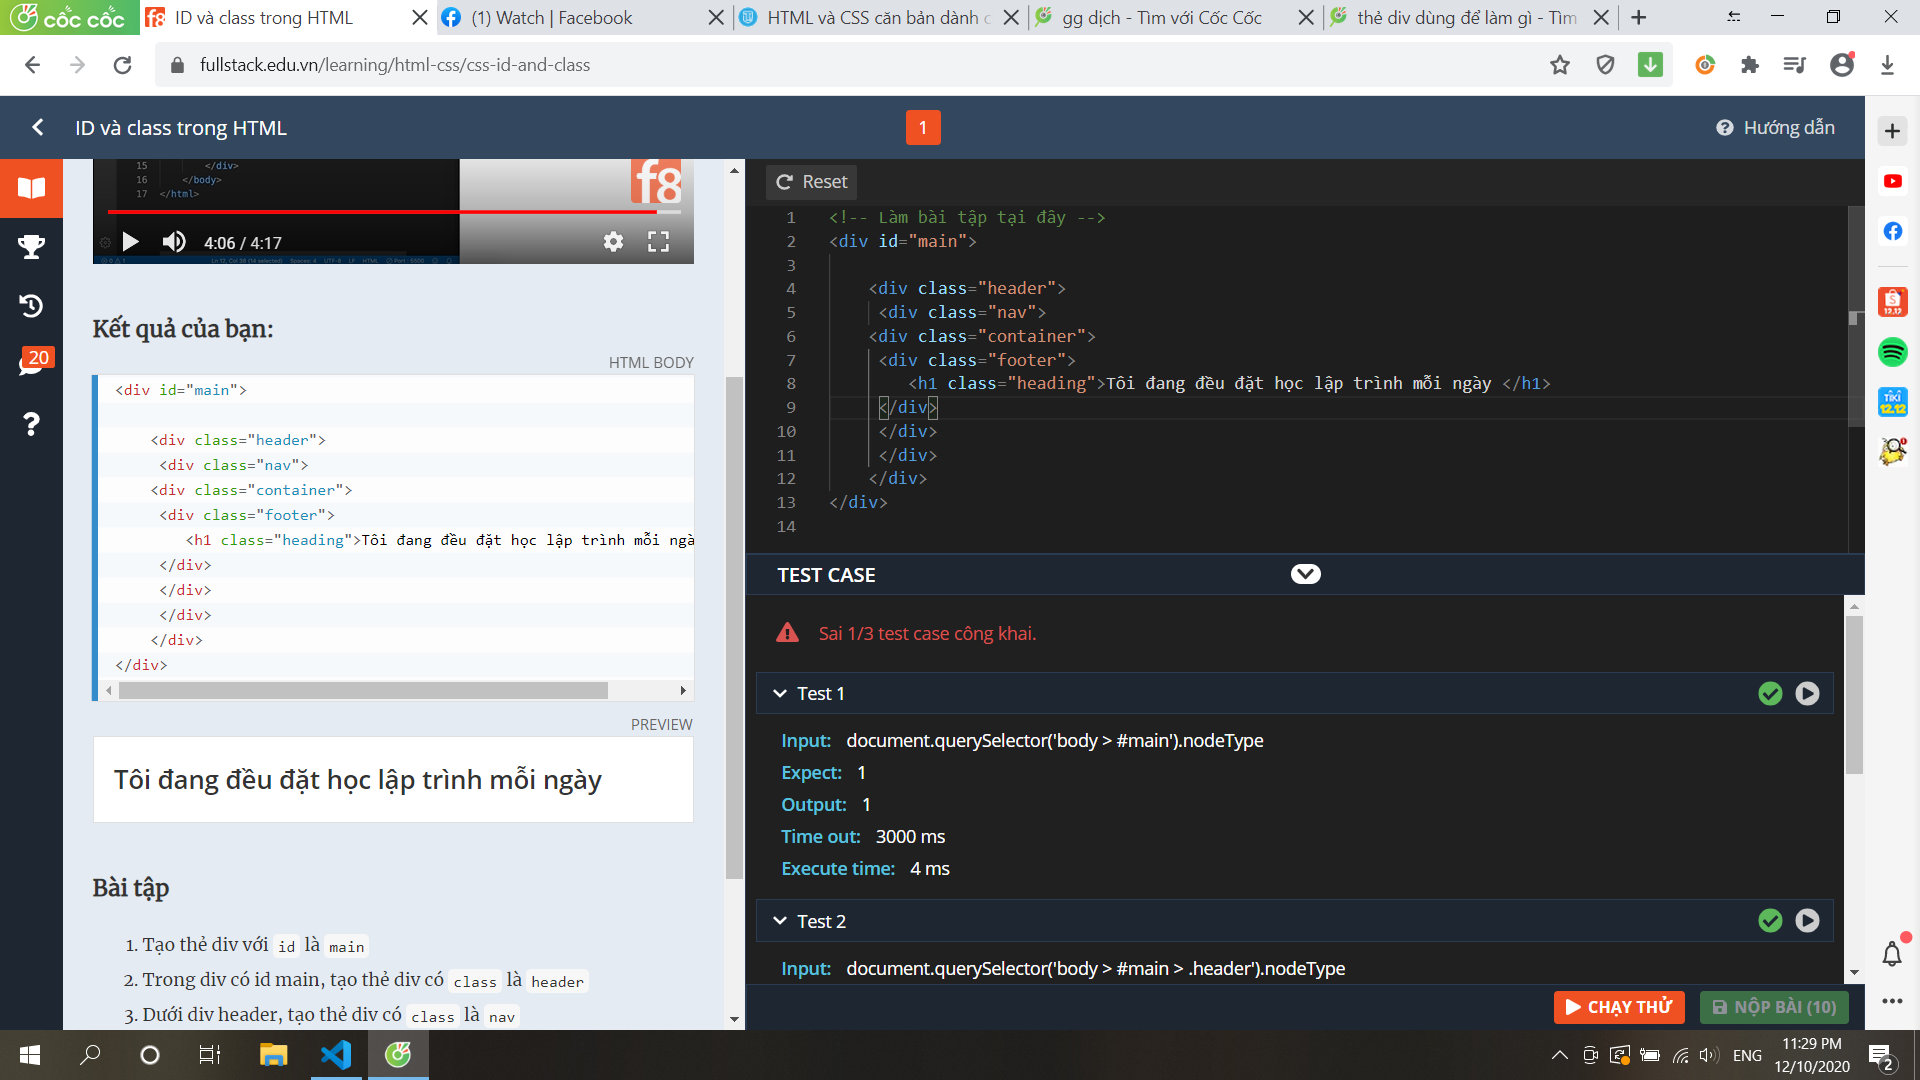 cốc cốc
ID và class trong HTML
(1) Watch | Facebook
HTML và CSS căn bản dành c
gg dịch - Tìm với Cốc Cốc
thẻ div dùng để làm gì - Tìm
fullstack.edu.vn/learning/html-css/css-id-and-class
ID và class trong HTML
1
Hướng dẫn
15 </div>
16 </body>
17 </html>
f8
4:06 / 4:17
20
Kết quả của bạn:
HTML BODY
<div id="main">
<div class="header">
<div class="nav">
<div class="container">
<div class="footer">
<h1 class="heading">Tôi đang đều đặt học lập trình mỗi ngà
</div>
</div>
</div>
</div>
</div>
PREVIEW
Tôi đang đều đặt học lập trình mỗi ngày
Bài tập
1. Tạo thẻ div với id là main
2. Trong div có id main, tạo thẻ div có class là header
3. Dưới div header, tạo thẻ div có class là nav
Reset
1 <!-- Làm bài tập tại đây -->
2 <div id="main">
3
4 <div class="header">
5 <div class="nav">
6 <div class="container">
7 <div class="footer">
8 <h1 class="heading">Tôi đang đều đặt học lập trình mỗi ngày </h1>
9 </div>
10 </div>
11 </div>
12 </div>
13 </div>
14
TEST CASE
Sai 1/3 test case công khai.
Test 1
Input: document.querySelector('body > #main').nodeType
Expect: 1
Output: 1
Time out: 3000 ms
Execute time: 4 ms
Test 2
Input: document.querySelector('body > #main > .header').nodeType
CHẠY THỬ
NỘP BÀI (10)
12.12
TIKI
12.12
ENG
11:29 PM
12/10/2020
2